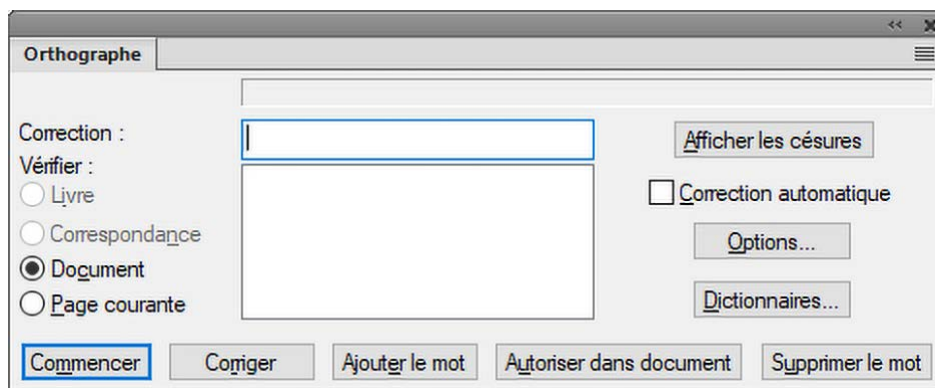 Orthographe
Correction :
Afficher les césures
Vérifier :
Livre
Correction automatique
Correspondance
Options...
Document
Page courante
Dictionnaires...
Commencer
Corriger
Ajouter le mot
Autoriser dans document
Supprimer le mot